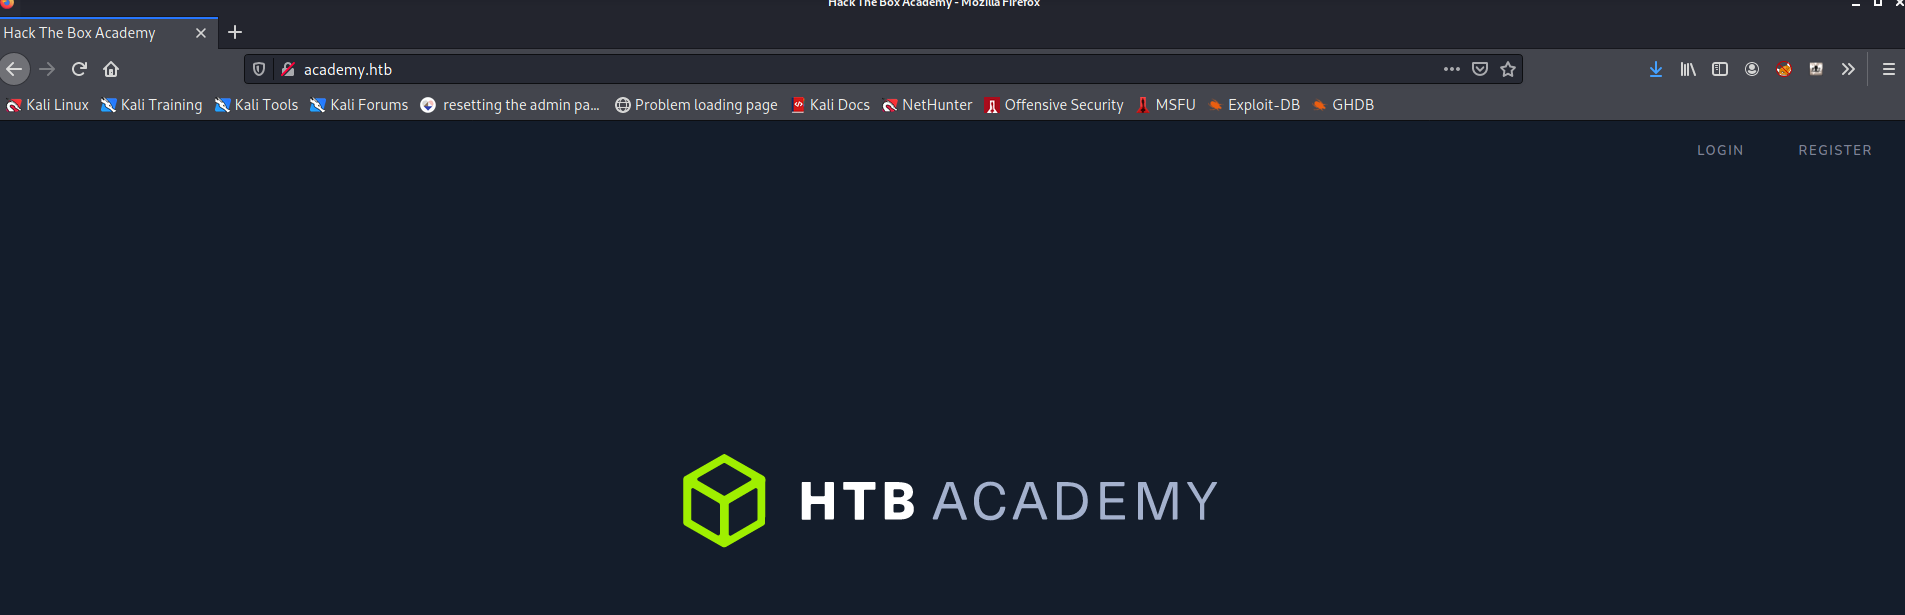 Hack The Box Academy - Mozilla Firefox
Hack The Box Academy
academy.htb
Kali Linux Kali Training Kali Tools Kali Forums resetting the admin pa... Problem loading page Kali Docs NetHunter Offensive Security MSFU Exploit-DB GHDB
LOGIN REGISTER
HTB ACADEMY